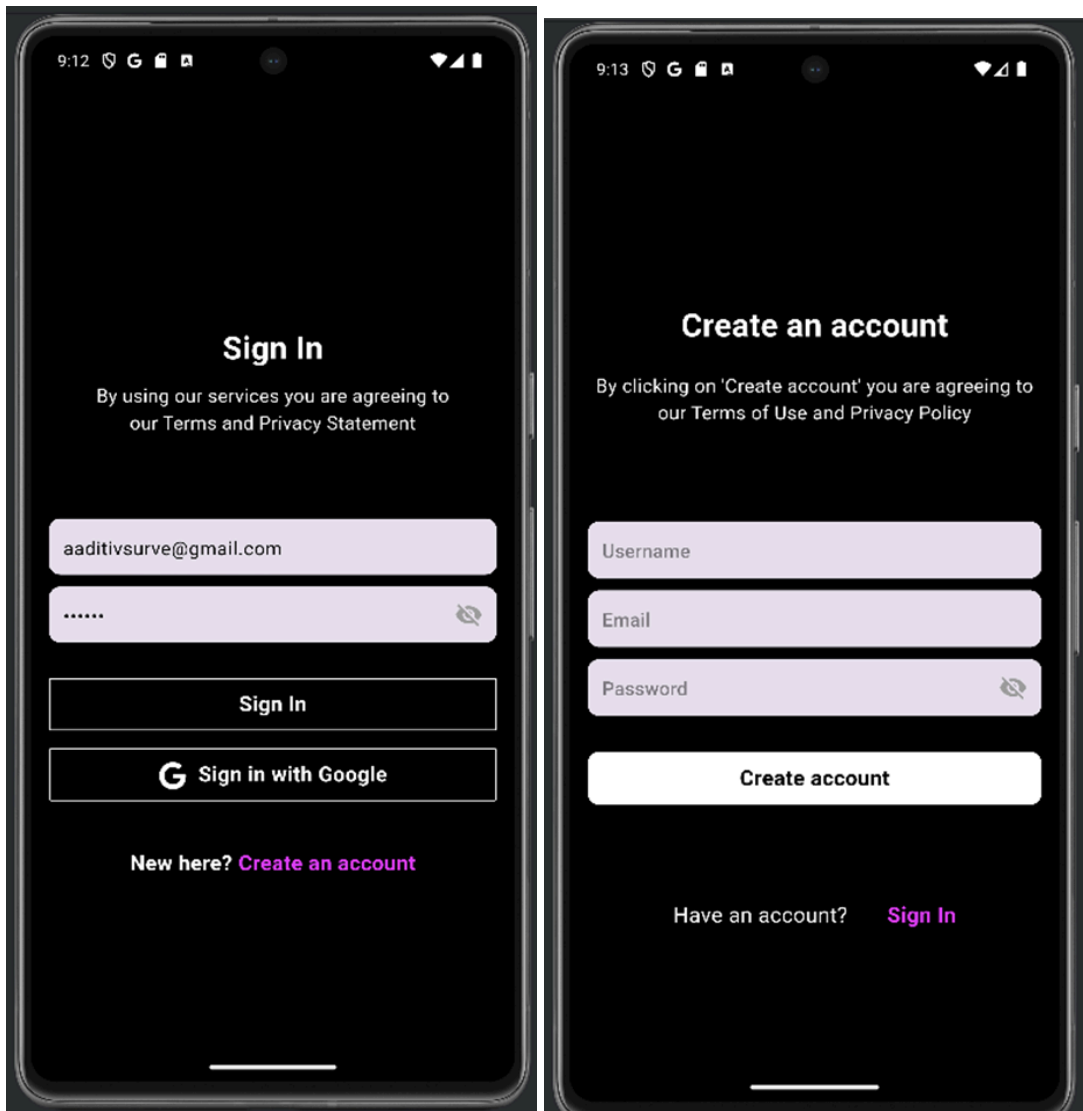 9:12
Sign In
By using our services you are agreeing to
our Terms and Privacy Statement
aaditivsurve@gmail.com
••••••
Sign In
G Sign in with Google
New here? Create an account
9:13
Create an account
By clicking on 'Create account' you are agreeing to
our Terms of Use and Privacy Policy
Username
Email
Password
Create account
Have an account? Sign In